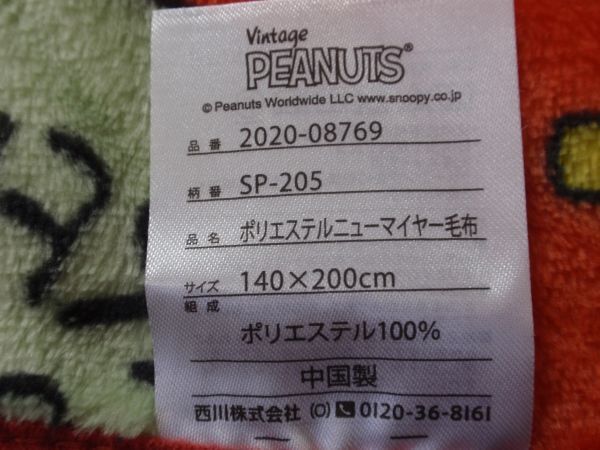 Vintage
PEANUTS®
© Peanuts Worldwide LLC www.snoopy.co.jp
品番 2020-08769
柄番 SP-205
品名 ポリエステルニューマイヤー毛布
サイズ 140×200cm
組成
ポリエステル100%
中国製
西川株式会社 (O) 0120-36-8161